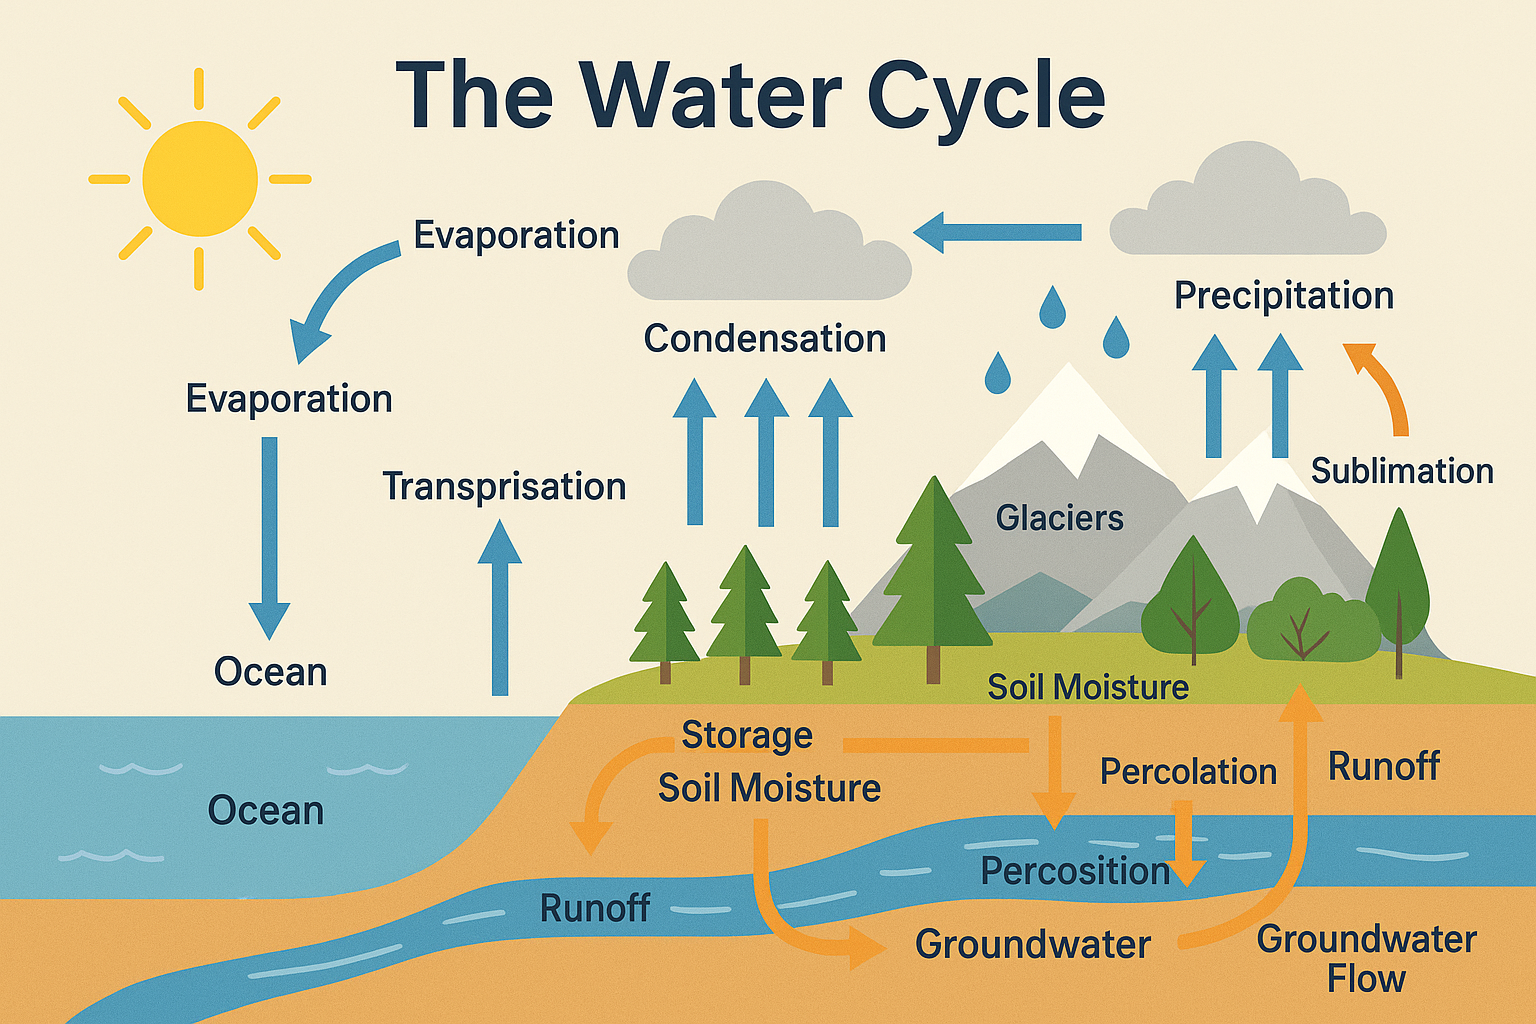 The Water Cycle
Evaporation
Precipitation
Condensation
Evaporation
Sublimation
Transprisation
Glaciers
Ocean
Soil Moisture
Storage
Soil Moisture
Percolation
Runoff
Ocean
Percosition
Runoff
Groundwater
Groundwater
Flow